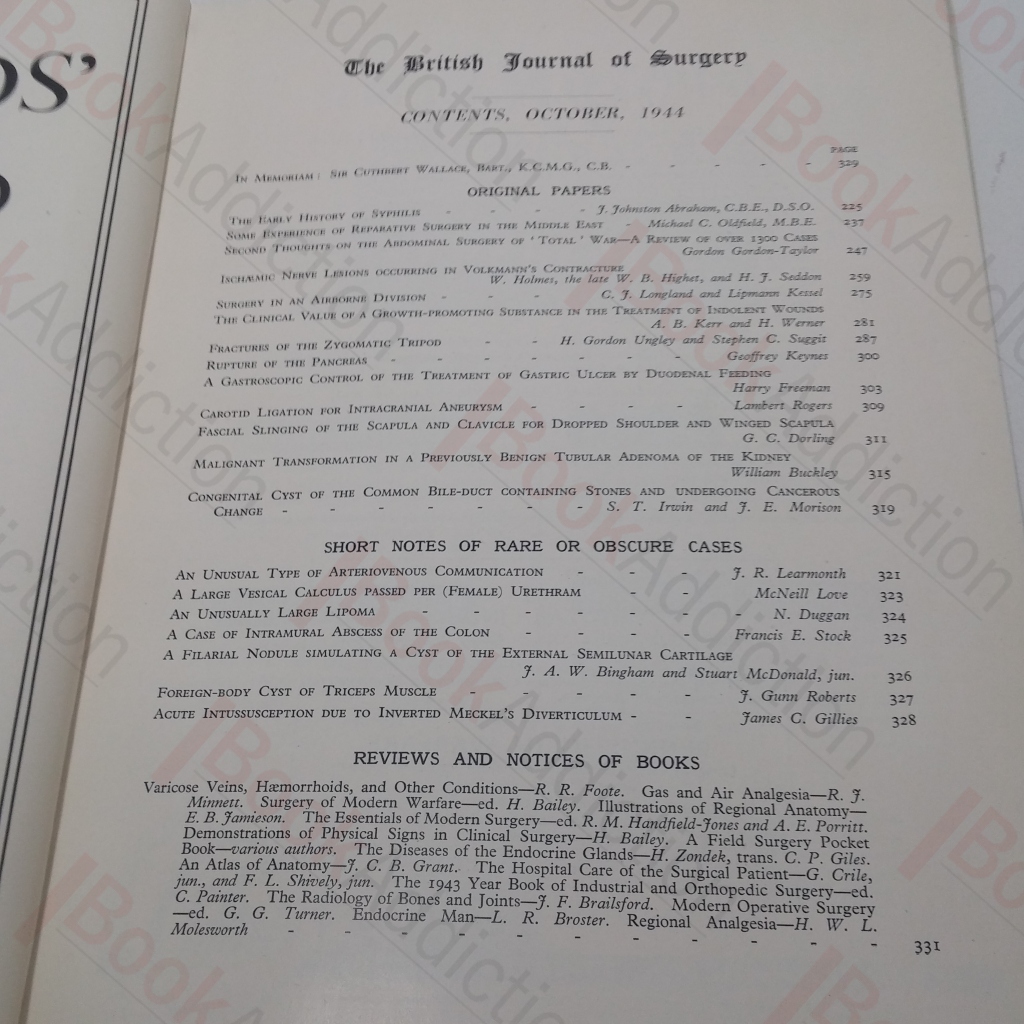 OS'
The British Journal of Surgery
CONTENTS, OCTOBER, 1944
PAGE
IN MEMORIAM: SIR CUTHBERT WALLACE, BART., K.C.M.G., C.B. - - - - - 329
ORIGINAL PAPERS
THE EARLY HISTORY OF SYPHILIS - - - - J. Johnston Abraham, C.B.E., D.S.O. 225
SOME EXPERIENCE OF REPARATIVE SURGERY IN THE MIDDLE EAST - Michael C. Oldfield, M.B.E. 237
SECOND THOUGHTS ON THE ABDOMINAL SURGERY OF 'TOTAL' WAR—A REVIEW OF OVER 1300 CASES
Gordon Gordon-Taylor 247
ISCHÆMIC NERVE LESIONS OCCURRING IN VOLKMANN'S CONTRACTURE
W. Holmes, the late W. B. Highet, and H. J. Seddon 259
SURGERY IN AN AIRBORNE DIVISION - - - C. J. Longland and Lipmann Kessel 275
THE CLINICAL VALUE OF A GROWTH-PROMOTING SUBSTANCE IN THE TREATMENT OF INDOLENT WOUNDS
A. B. Kerr and H. Werner 281
FRACTURES OF THE ZYGOMATIC TRIPOD - - H. Gordon Ungley and Stephen C. Suggit 287
RUPTURE OF THE PANCREAS - - - - - - - Geoffrey Keynes 300
A GASTROSCOPIC CONTROL OF THE TREATMENT OF GASTRIC ULCER BY DUODENAL FEEDING
Harry Freeman 303
CAROTID LIGATION FOR INTRACRANIAL ANEURYSM - - - - Lambert Rogers 309
FASCIAL SLINGING OF THE SCAPULA AND CLAVICLE FOR DROPPED SHOULDER AND WINGED SCAPULA
G. C. Dorling 311
MALIGNANT TRANSFORMATION IN A PREVIOUSLY BENIGN TUBULAR ADENOMA OF THE KIDNEY
William Buckley 315
CONGENITAL CYST OF THE COMMON BILE-DUCT CONTAINING STONES AND UNDERGOING CANCEROUS
CHANGE - - - - - - - S. T. Irwin and J. E. Morison 319
SHORT NOTES OF RARE OR OBSCURE CASES
AN UNUSUAL TYPE OF ARTERIOVENOUS COMMUNICATION - - - J. R. Learmonth 321
A LARGE VESICAL CALCULUS PASSED PER (FEMALE) URETHRAM - - McNeill Love 323
AN UNUSUALLY LARGE LIPOMA - - - - - - - N. Duggan 324
A CASE OF INTRAMURAL ABSCESS OF THE COLON - - - - Francis E. Stock 325
A FILARIAL NODULE SIMULATING A CYST OF THE EXTERNAL SEMILUNAR CARTILAGE
J. A. W. Bingham and Stuart McDonald, jun. 326
FOREIGN-BODY CYST OF TRICEPS MUSCLE - - - - - J. Gunn Roberts 327
ACUTE INTUSSUSCEPTION DUE TO INVERTED MECKEL'S DIVERTICULUM - - James C. Gillies 328
REVIEWS AND NOTICES OF BOOKS
Varicose Veins, Hæmorrhoids, and Other Conditions—R. R. Foote. Gas and Air Analgesia—R. J.
Minnett. Surgery of Modern Warfare—ed. H. Bailey. Illustrations of Regional Anatomy—
E. B. Jamieson. The Essentials of Modern Surgery—ed. R. M. Handfield-Jones and A. E. Porritt.
Demonstrations of Physical Signs in Clinical Surgery—H. Bailey. A Field Surgery Pocket
Book—various authors. The Diseases of the Endocrine Glands—H. Zondek, trans. C. P. Giles.
An Atlas of Anatomy—J. C. B. Grant. The Hospital Care of the Surgical Patient—G. Crile,
jun., and F. L. Shively, jun. The 1943 Year Book of Industrial and Orthopedic Surgery—ed.
C. Painter. The Radiology of Bones and Joints—J. F. Brailsford. Modern Operative Surgery
—ed. G. G. Turner. Endocrine Man—L. R. Broster. Regional Analgesia—H. W. L.
Molesworth - - - - - - - - - - - 331
BookAddiction